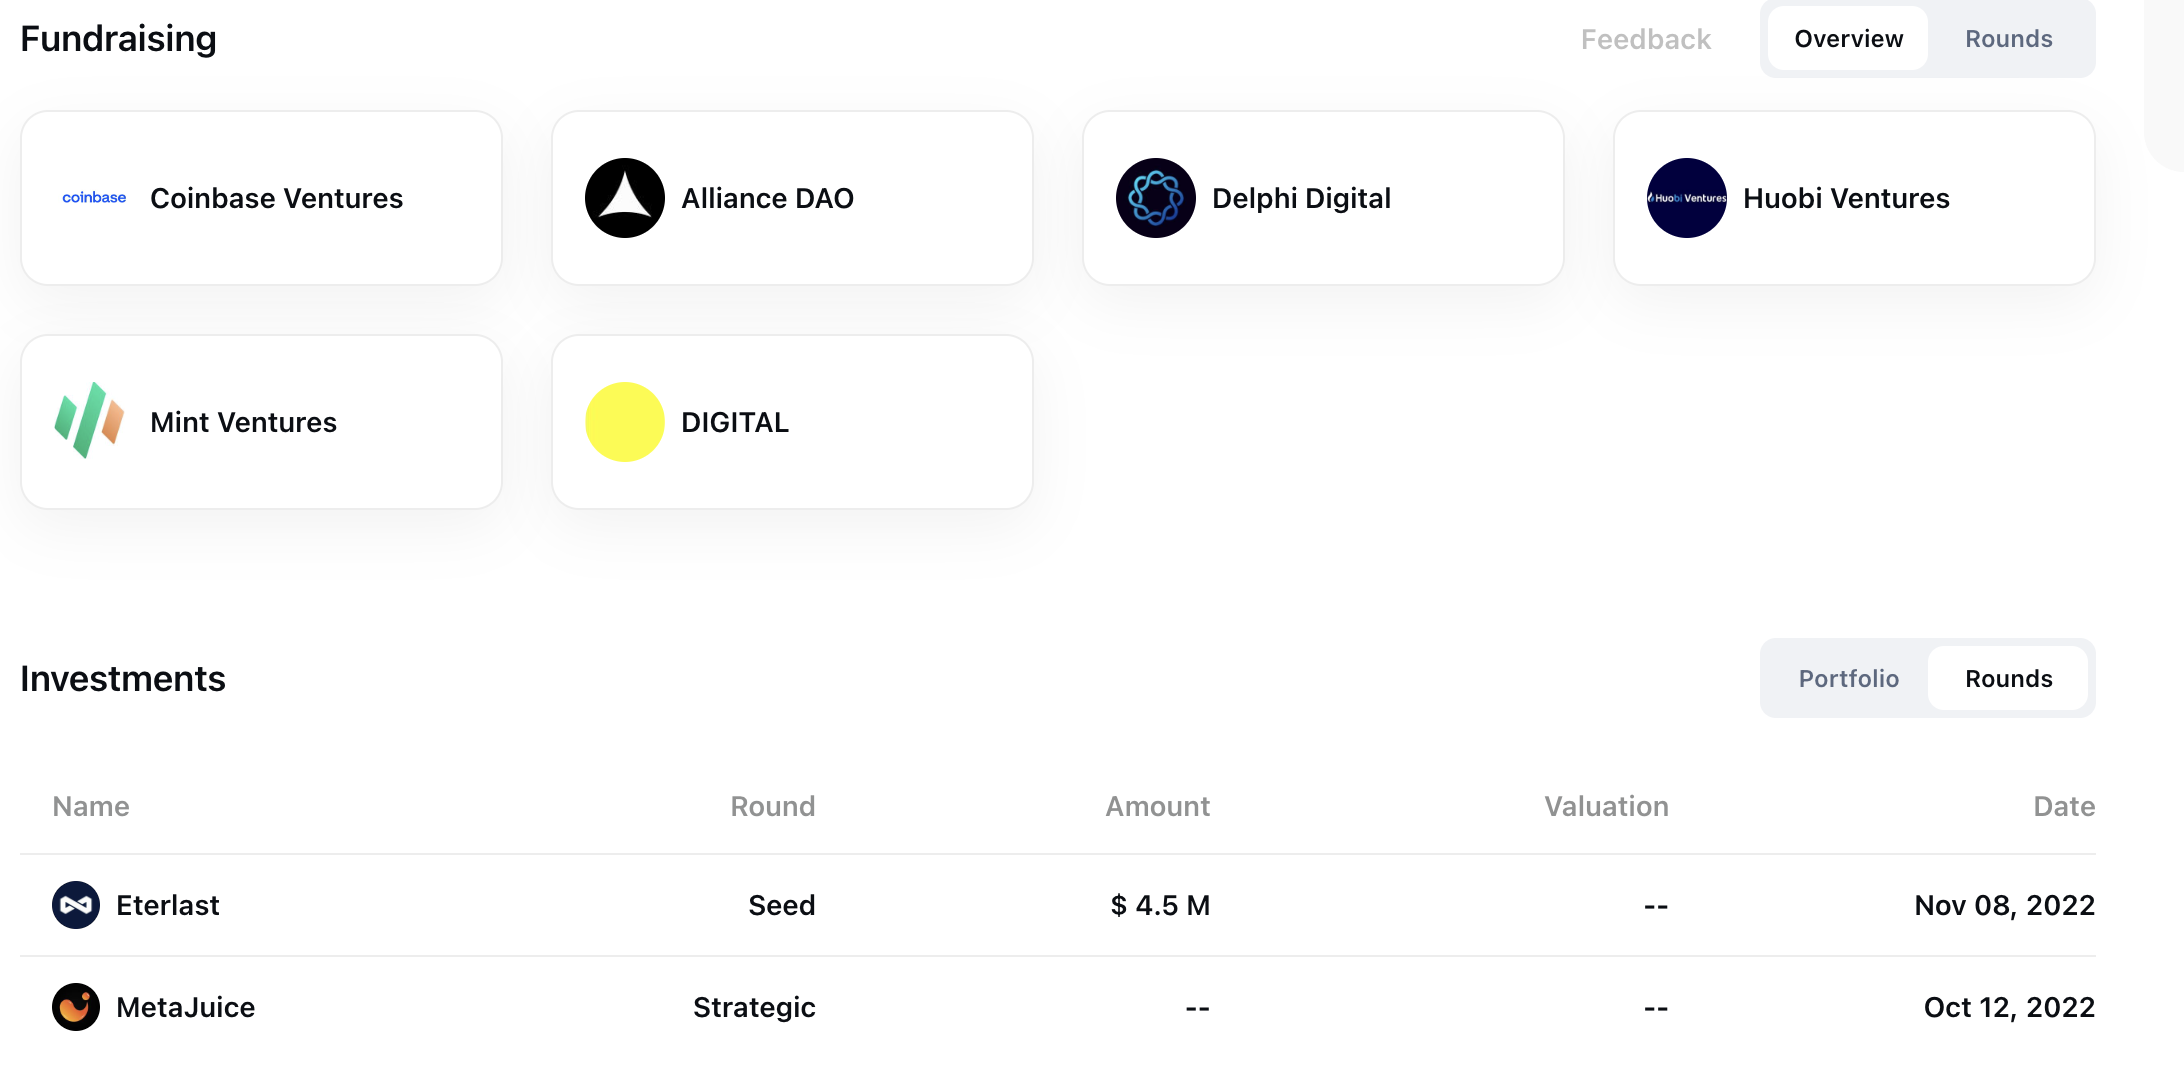 Fundraising
Feedback
Overview
Rounds
coinbase
Coinbase Ventures
Alliance DAO
Delphi Digital
Huobi Ventures
Huobi Ventures
Mint Ventures
DIGITAL
Investments
Portfolio
Rounds
Name Round Amount Valuation Date
Eterlast Seed $ 4.5 M -- Nov 08, 2022
MetaJuice Strategic -- -- Oct 12, 2022